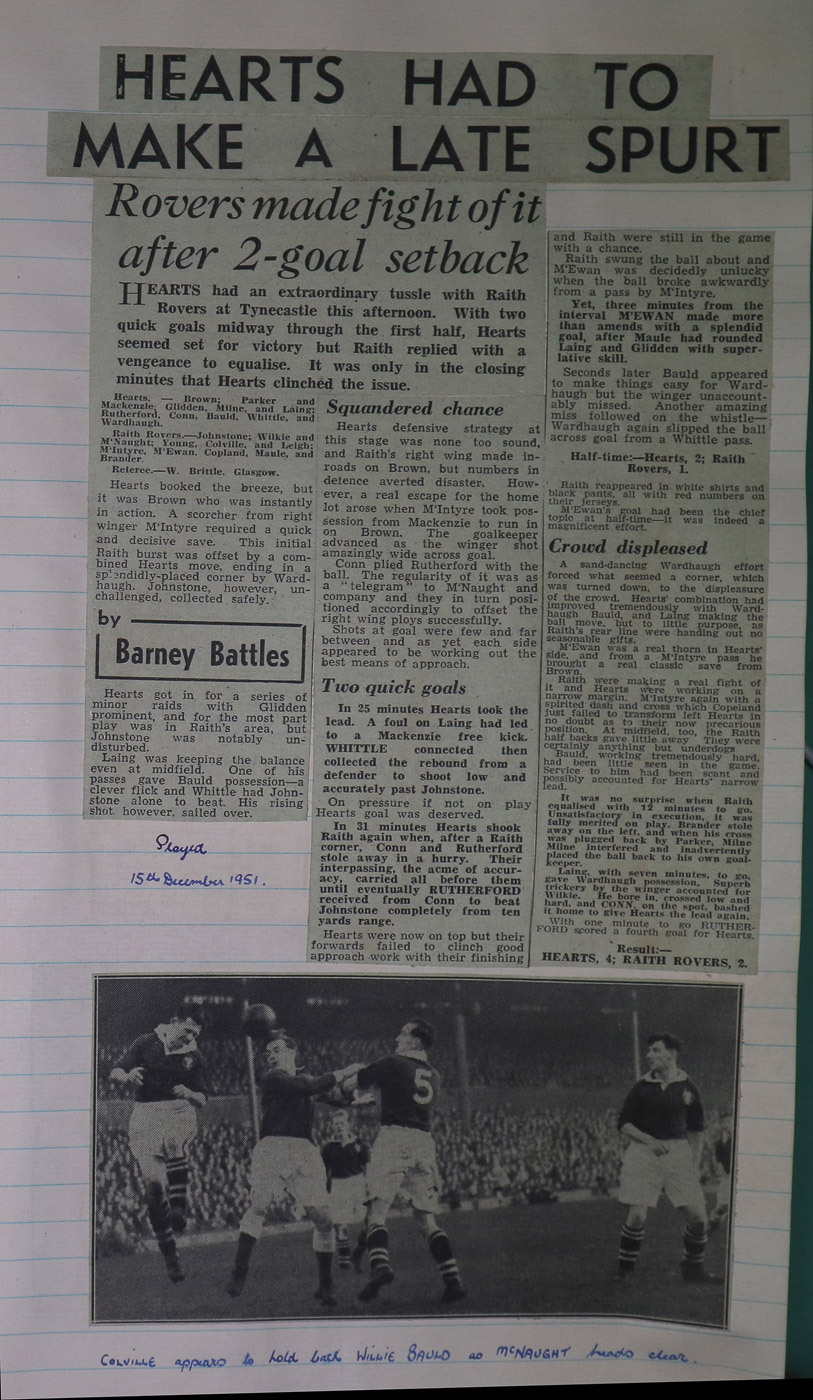 HEARTS HAD TO
MAKE A LATE SPURT
Rovers made fight of it
after 2-goal setback
HEARTS had an extraordinary tussle with Raith
Rovers at Tynecastle this afternoon. With two
quick goals midway through the first half, Hearts
seemed set for victory but Raith replied with a
vengeance to equalise. It was only in the closing
minutes that Hearts clinched the issue.
Hearts. — Brown; Parker and
Mackenzie; Glidden, Milne, and Laing;
Rutherford, Conn, Bauld, Whittle, and
Wardhaugh.
Raith Rovers.—Johnstone; Wilkie and
M'Naught; Young, Colville, and Leigh;
M'Intyre, M'Ewan, Copland, Maule, and
Brander.
Referee.—W. Brittle, Glasgow.
Hearts booked the breeze, but
it was Brown who was instantly
in action. A scorcher from right
winger M'Intyre required a quick
and decisive save. This initial
Raith burst was offset by a com-
bined Hearts move, ending in a
splendidly-placed corner by Ward-
haugh. Johnstone, however, un-
challenged, collected safely.
by
Barney Battles
Hearts got in for a series of
minor raids with Glidden
prominent, and for the most part
play was in Raith's area, but
Johnstone was notably un-
disturbed.
Laing was keeping the balance
even at midfield. One of his
passes gave Bauld possession—a
clever flick and Whittle had John-
stone alone to beat. His rising
shot, however, sailed over.
Played
15th December 1951.
Squandered chance
Hearts defensive strategy at
this stage was none too sound,
and Raith's right wing made in-
roads on Brown, but numbers in
defence averted disaster. How-
ever, a real escape for the home
lot arose when M'Intyre took pos-
session from Mackenzie to run in
on Brown. The goalkeeper
advanced as the winger shot
amazingly wide across goal.
Conn plied Rutherford with the
ball. The regularity of it was as
a "telegram" to M'Naught and
company and they in turn posi-
tioned accordingly to offset the
right wing ploys successfully.
Shots at goal were few and far
between and as yet each side
appeared to be working out the
best means of approach.
Two quick goals
In 25 minutes Hearts took the
lead. A foul on Laing had led
to a Mackenzie free kick.
WHITTLE connected then
collected the rebound from a
defender to shoot low and
accurately past Johnstone.
On pressure if not on play
Hearts goal was deserved.
In 31 minutes Hearts shook
Raith again when, after a Raith
corner, Conn and Rutherford
stole away in a hurry. Their
interpassing, the acme of accur-
acy, carried all before them
until eventually RUTHERFORD
received from Conn to beat
Johnstone completely from ten
yards range.
Hearts were now on top but their
forwards failed to clinch good
approach work with their finishing
and Raith were still in the game
with a chance.
Raith swung the ball about and
M'Ewan was decidedly unlucky
when the ball broke awkwardly
from a pass by M'Intyre.
Yet, three minutes from the
interval M'EWAN made more
than amends with a splendid
goal, after Maule had rounded
Laing and Glidden with super-
lative skill.
Seconds later Bauld appeared
to make things easy for Ward-
haugh but the winger unaccount-
ably missed. Another amazing
miss followed on the whistle—
Wardhaugh again slipped the ball
across goal from a Whittle pass.
Half-time:—Hearts, 2; Raith
Rovers, 1.
Raith reappeared in white shirts and
black pants, all with red numbers on
their jerseys.
M'Ewan's goal had been the chief
topic at half-time—it was indeed a
magnificent effort.
Crowd displeased
A sand-dancing Wardhaugh effort
forced what seemed a corner, which
was turned down, to the displeasure
of the crowd. Hearts' combination had
improved tremendously with Ward-
haugh Bauld, and Laing making the
ball move, but to little purpose, as
Raith's rear line were handing out no
seasonable gifts.
M'Ewan was a real thorn in Hearts'
side, and from a M'Intyre pass he
brought a real classic save from
Brown.
Raith were making a real fight of
it and Hearts were working on a
narrow margin. M'Intyre again with a
spirited dash and cross which Copeland
just failed to transform left Hearts in
no doubt as to their now precarious
position. At midfield, too, the Raith
half backs gave little away. They were
certainly anything but underdogs
Bauld, working tremendously hard,
had been little seen in the game.
Service to him had been scant and
possibly accounted for Hearts' narrow
lead.
It was no surprise when Raith
equalised with 12 minutes to go.
Unsatisfactory in execution, it was
fully merited on play. Brander stole
away on the left, and when his cross
was plugged back by Parker, Milne
Milne interfered and inadvertently
placed the ball back to his own goal-
keeper.
Laing, with seven minutes, to go,
gave Wardhaugh possession. Superb
trickery by the winger accounted for
Wilkie. He bore in, crossed low and
hard, and CONN, on the spot, bashed
it home to give Hearts the lead again.
With one minute to go RUTHER-
FORD scored a fourth goal for Hearts.
Result:—
HEARTS, 4; RAITH ROVERS, 2.
5
COLVILLE appears to hold back WILLIE BAULD as MCNAUGHT heads clear.